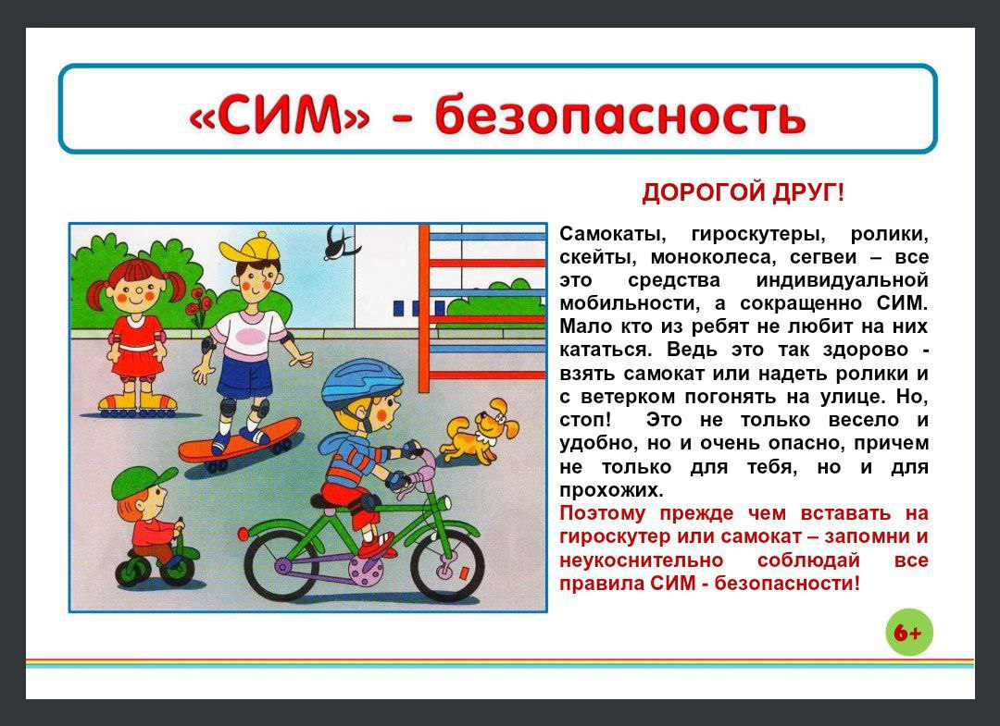 «СИМ» - безопасность
ДОРОГОЙ ДРУГ!
Самокаты, гироскутеры, ролики,
скейты, моноколеса, сегвеи – все
это средства индивидуальной
мобильности, а сокращенно СИМ.
Мало кто из ребят не любит на них
кататься. Ведь это так здорово -
взять самокат или надеть ролики и
с ветерком погонять на улице. Но,
стоп! Это не только весело и
удобно, но и очень опасно, причем
не только для тебя, но и для
прохожих.
Поэтому прежде чем вставать на
гироскутер или самокат – запомни и
неукоснительно соблюдай все
правила СИМ - безопасности!
6+